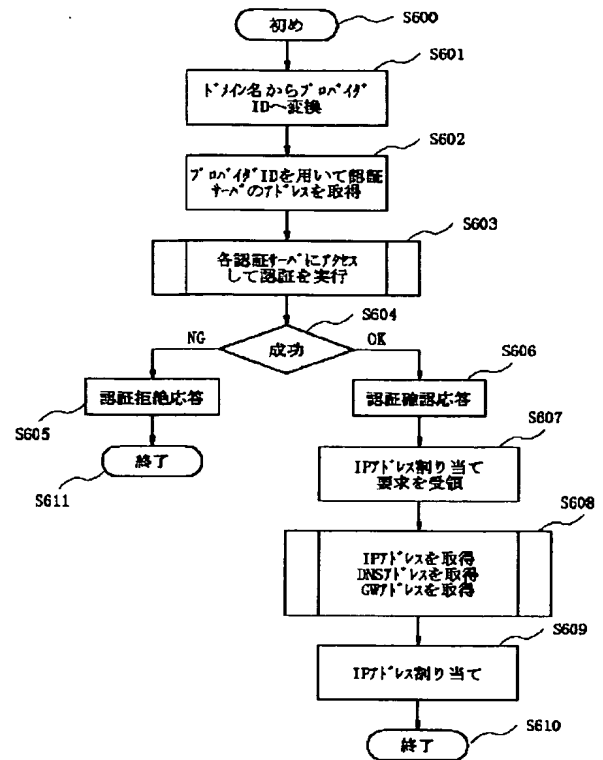 S600
初め
S601
ドメイン名からプロバイダ
IDへ変換
S602
プロバイダIDを用いて認証
サーバのアドレスを取得
S603
各認証サーバにアクセス
して認証を実行
S604
NG
成功
OK
S606
認証拒絶応答
認証確認応答
S605
S607
終了
IPアドレス割り当て
要求を受領
S611
S608
IPアドレスを取得
DNSアドレスを取得
GWアドレスを取得
S609
IPアドレス割り当て
S610
終了